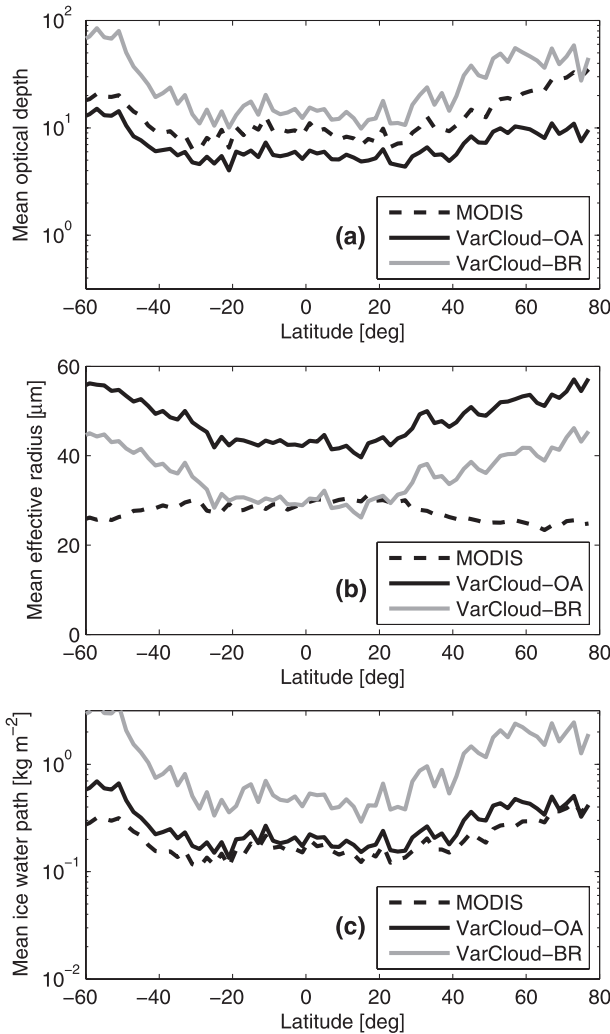 Mean optical depth
10^2
10^1
10^0
(a)
MODIS
VarCloud−OA
VarCloud−BR
−60 −40 −20 0 20 40 60 80
Latitude [deg]
Mean effective radius [μm]
60
40
20
0
(b)
MODIS
VarCloud−OA
VarCloud−BR
−60 −40 −20 0 20 40 60 80
Latitude [deg]
Mean ice water path [kg m^−2]
10^0
10^−1
10^−2
(c)
MODIS
VarCloud−OA
VarCloud−BR
−60 −40 −20 0 20 40 60 80
Latitude [deg]